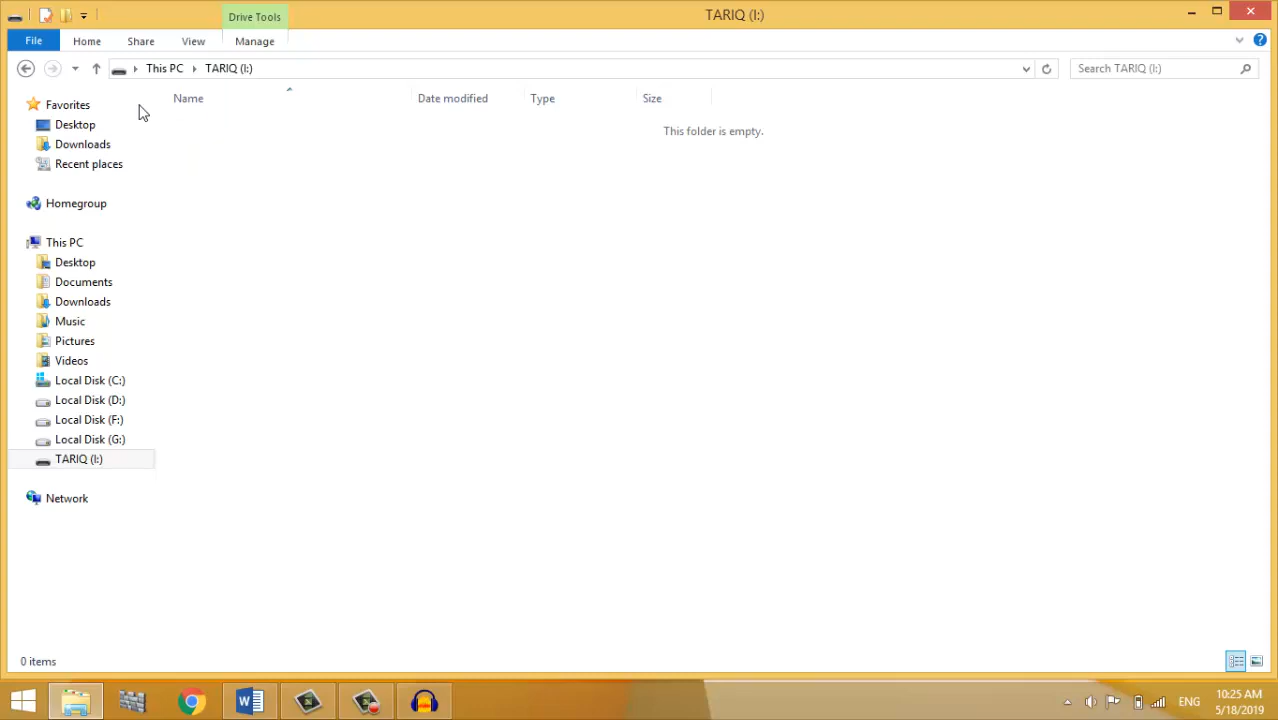 Drive Tools
TARIQ (I:)
File
Home
Share
View
Manage
This PC
TARIQ (I:)
Search TARIQ (I:)
Name
Date modified
Type
Size
This folder is empty.
Favorites
Desktop
Downloads
Recent places
Homegroup
This PC
Desktop
Documents
Downloads
Music
Pictures
Videos
Local Disk (C:)
Local Disk (D:)
Local Disk (F:)
Local Disk (G:)
TARIQ (I:)
Network
0 items
ENG
10:25 AM
5/18/2019